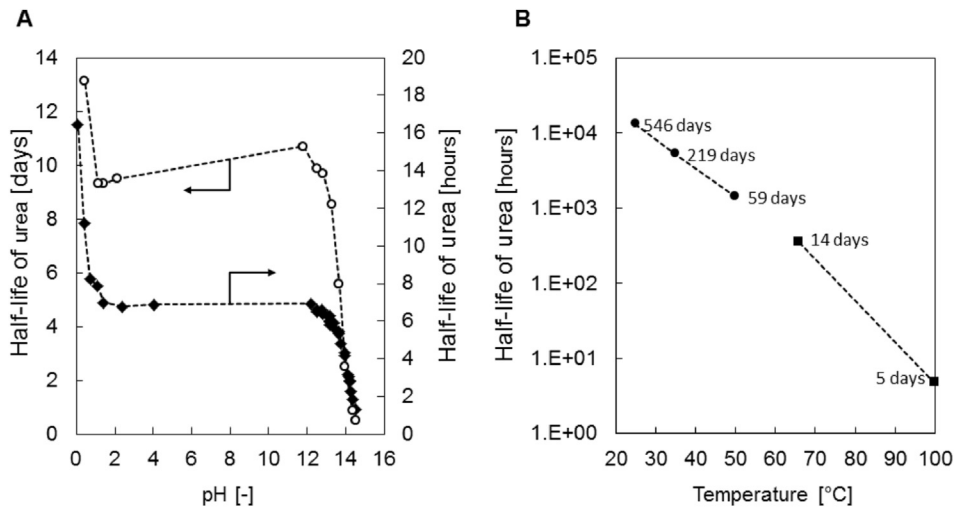 A
Half-life of urea [days]
14
12
10
8
6
4
2
0
0 2 4 6 8 10 12 14 16
pH [-]
20
18
16
14
12
10
8
6
4
2
0
Half-life of urea [hours]
B
Half-life of urea [hours]
1.E+05
1.E+04
1.E+03
1.E+02
1.E+01
1.E+00
546 days
219 days
59 days
14 days
5 days
20 30 40 50 60 70 80 90 100
Temperature [°C]